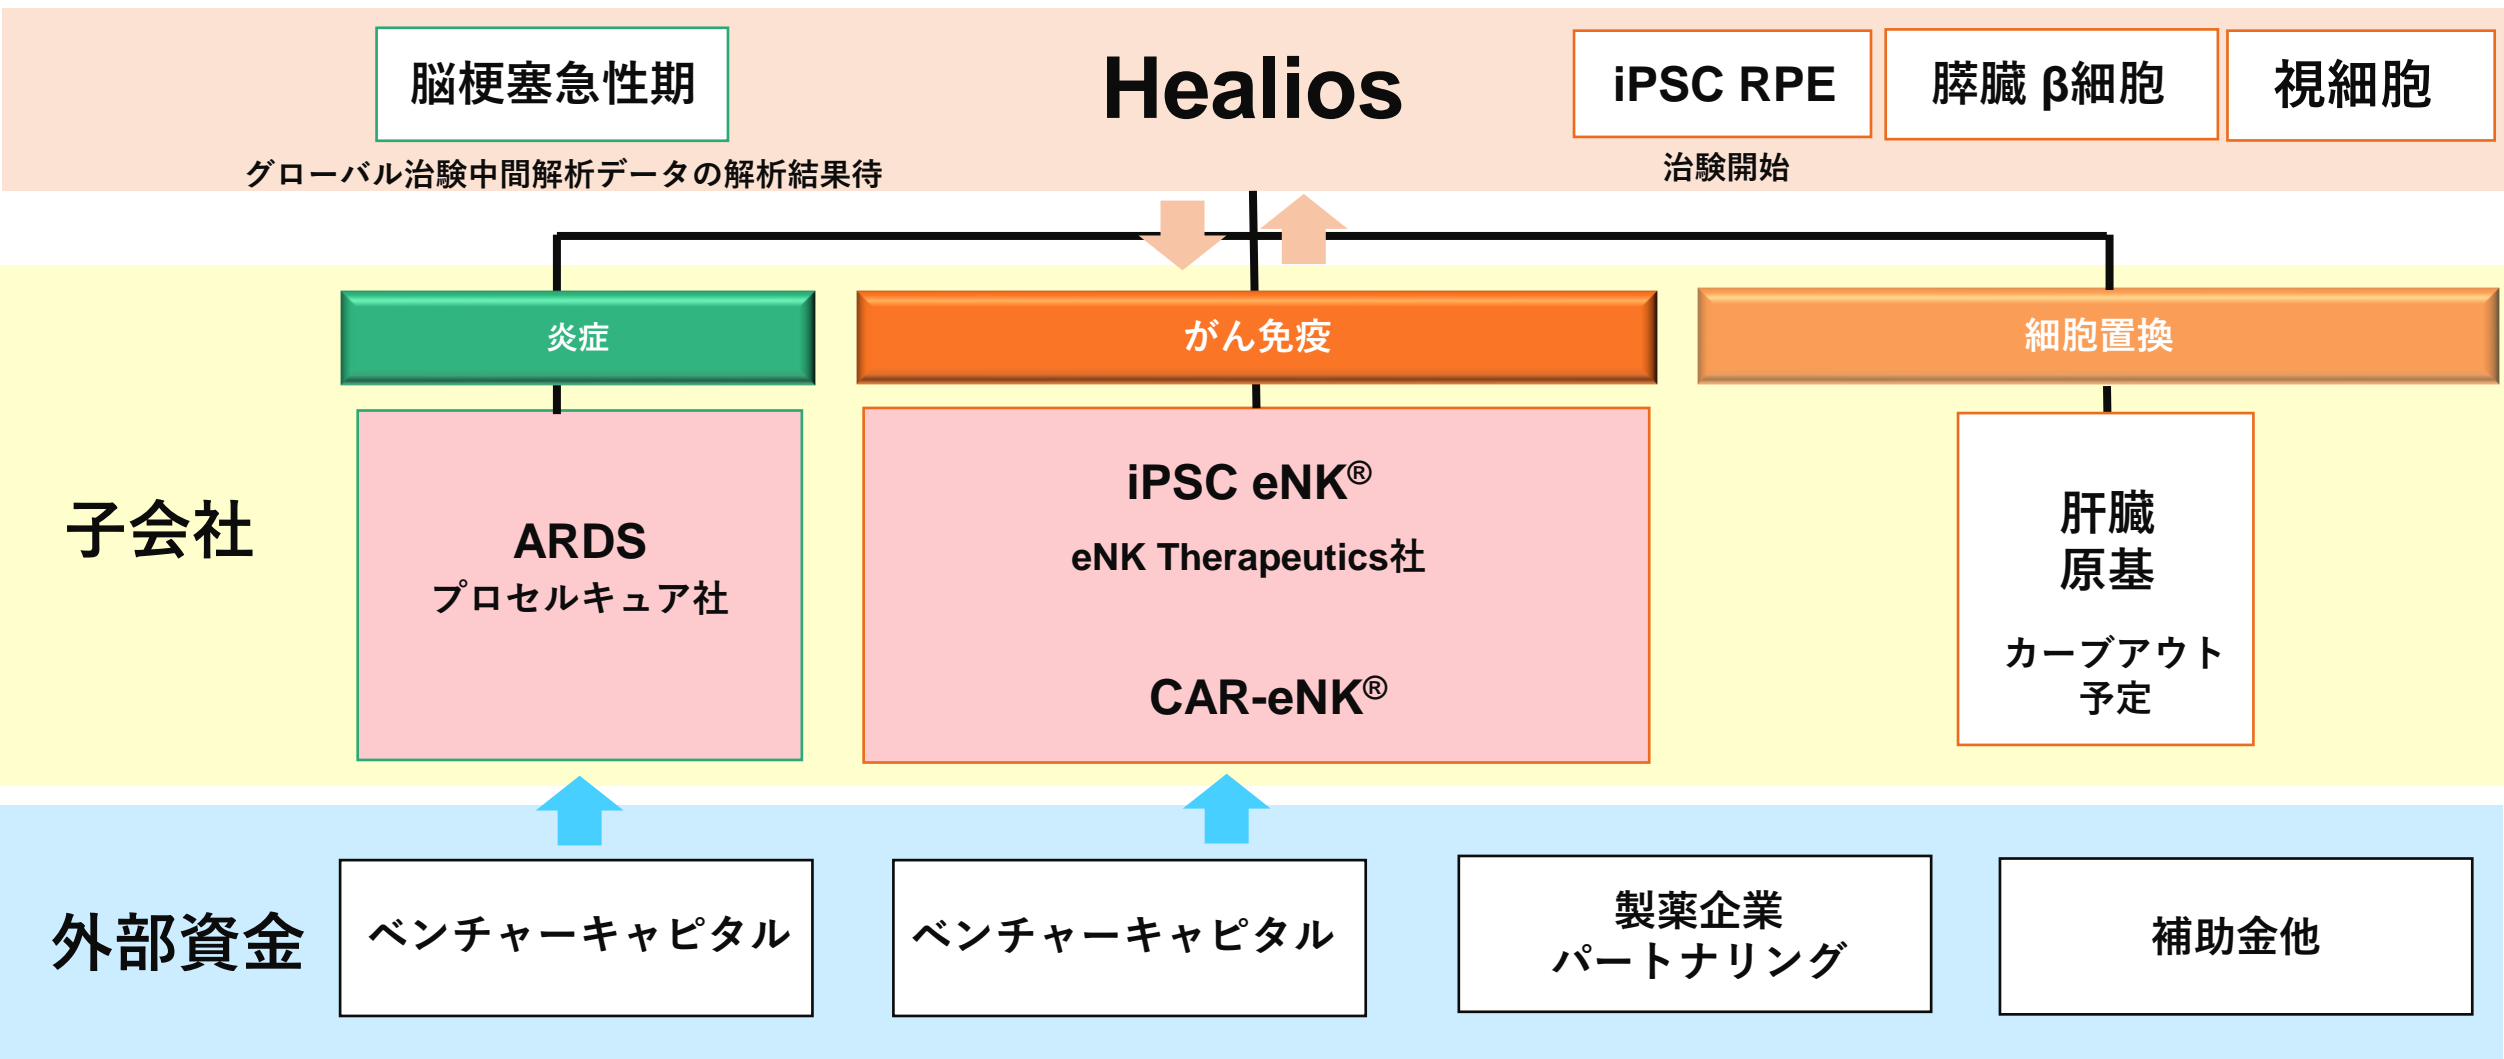 脳梗塞急性期
グローバル治験中間解析データの解析結果待
Healios
iPSC RPE
治験開始
膵臓 β細胞
視細胞
炎症
がん免疫
細胞置換
子会社
ARDS
プロセルキュア社
iPSC eNK®
eNK Therapeutics社
CAR-eNK®
肝臓
原基
カーブアウト
予定
外部資金
ベンチャーキャピタル
ベンチャーキャピタル
製薬企業
パートナリング
補助金他